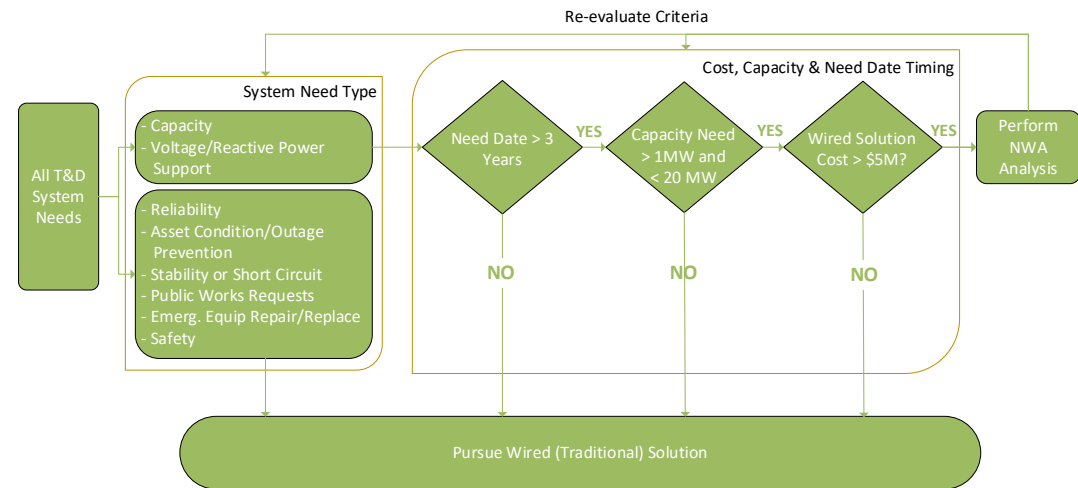 Re-evaluate Criteria
System Need Type
Cost, Capacity & Need Date Timing
All T&D
System
Needs
- Capacity
- Voltage/Reactive Power
Support
- Reliability
- Asset Condition/Outage
Prevention
- Stability or Short Circuit
- Public Works Requests
- Emerg. Equip Repair/Replace
- Safety
Need Date > 3
Years
YES
NO
Capacity Need
> 1MW and
< 20 MW
YES
NO
Wired Solution
Cost > $5M?
YES
NO
Perform
NWA
Analysis
Pursue Wired (Traditional) Solution